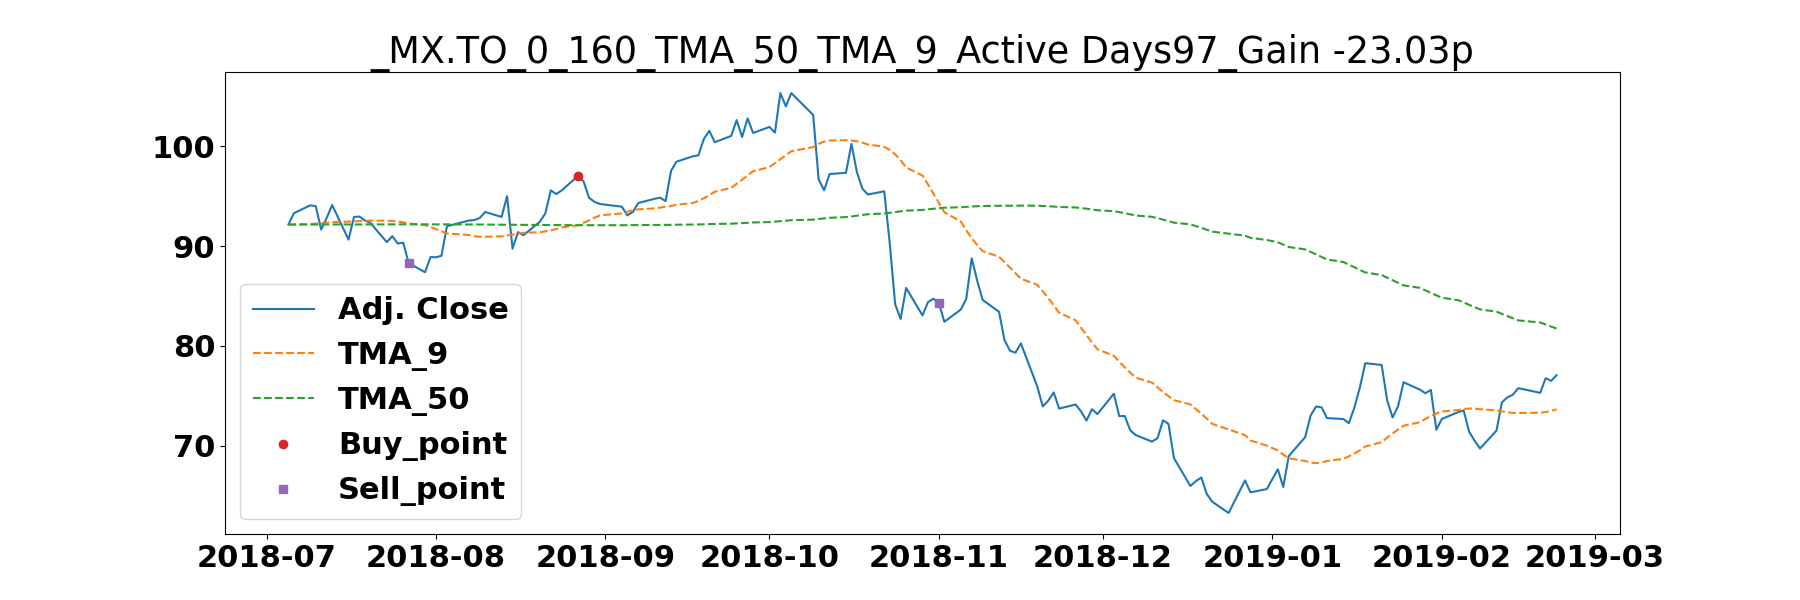 _MX.TO_0_160_TMA_50_TMA_9_Active Days97_Gain -23.03p
100
90
80
70
Adj. Close
TMA_9
TMA_50
Buy_point
Sell_point
2018-07 2018-08 2018-09 2018-10 2018-11 2018-12 2019-01 2019-02 2019-03